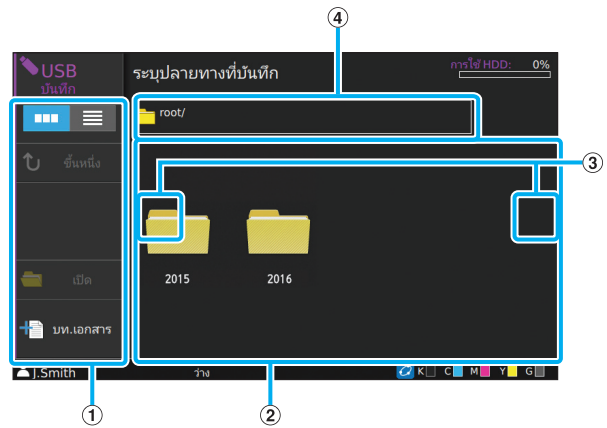 ④
USB
บันทึก
ระบุปลายทางที่บันทึก
การใช้ HDD: 0%
root/
③
ขึ้นหนึ่ง
เปิด
2015 2016
บท.เอกสาร
J.Smith ว่าง K C M Y G
① ②